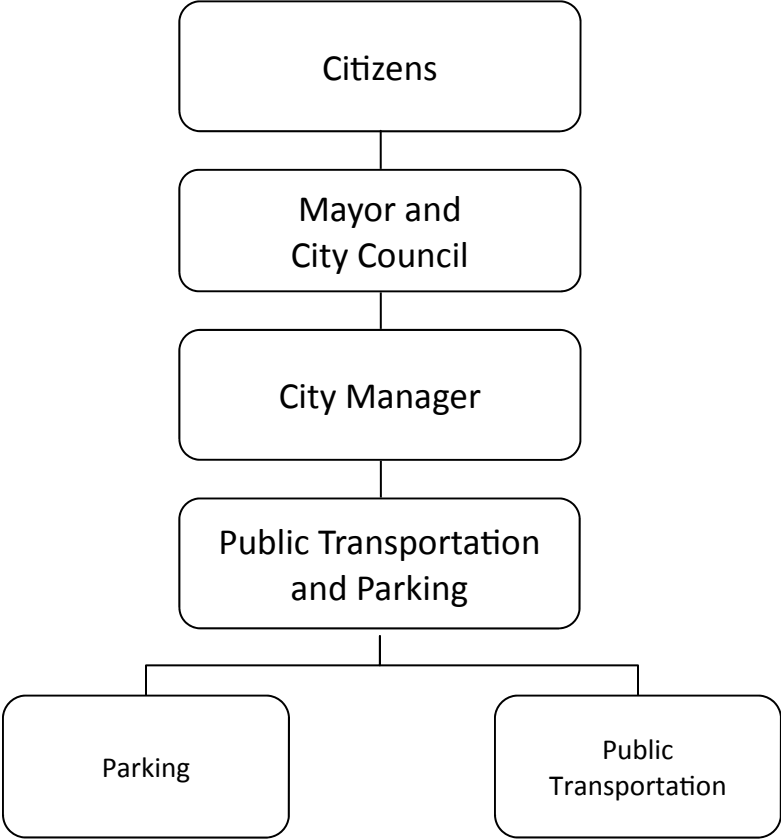 Citizens
Mayor and
City Council
City Manager
Public Transportation
and Parking
Parking
Public
Transportation